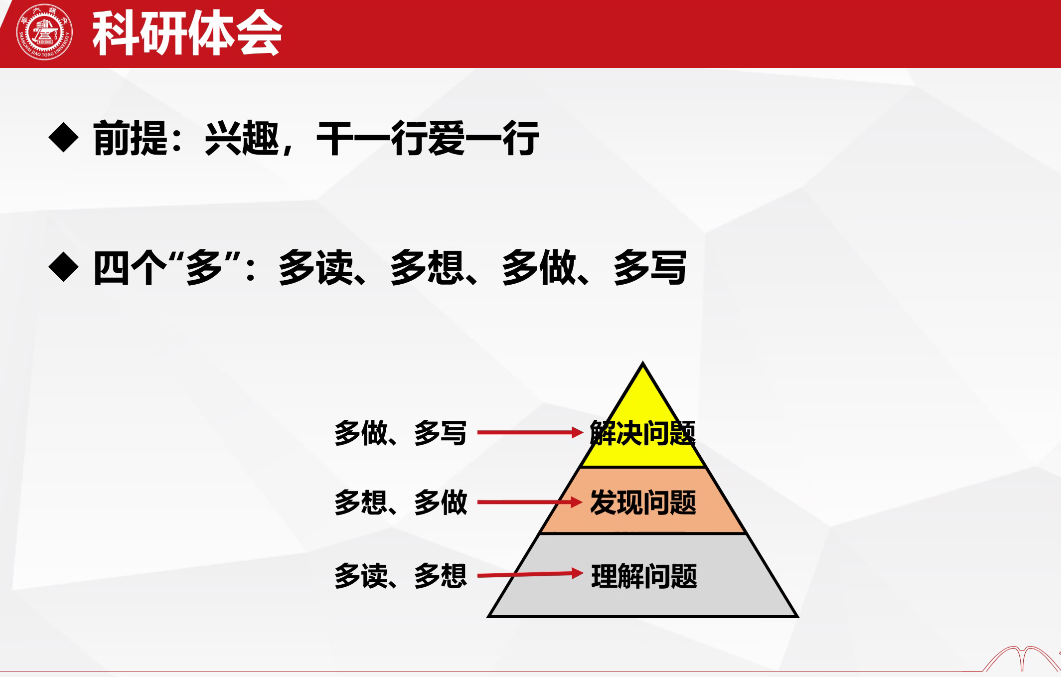 科研体会
前提：兴趣，干一行爱一行
四个“多”：多读、多想、多做、多写
多做、多写 解决问题
多想、多做 发现问题
多读、多想 理解问题